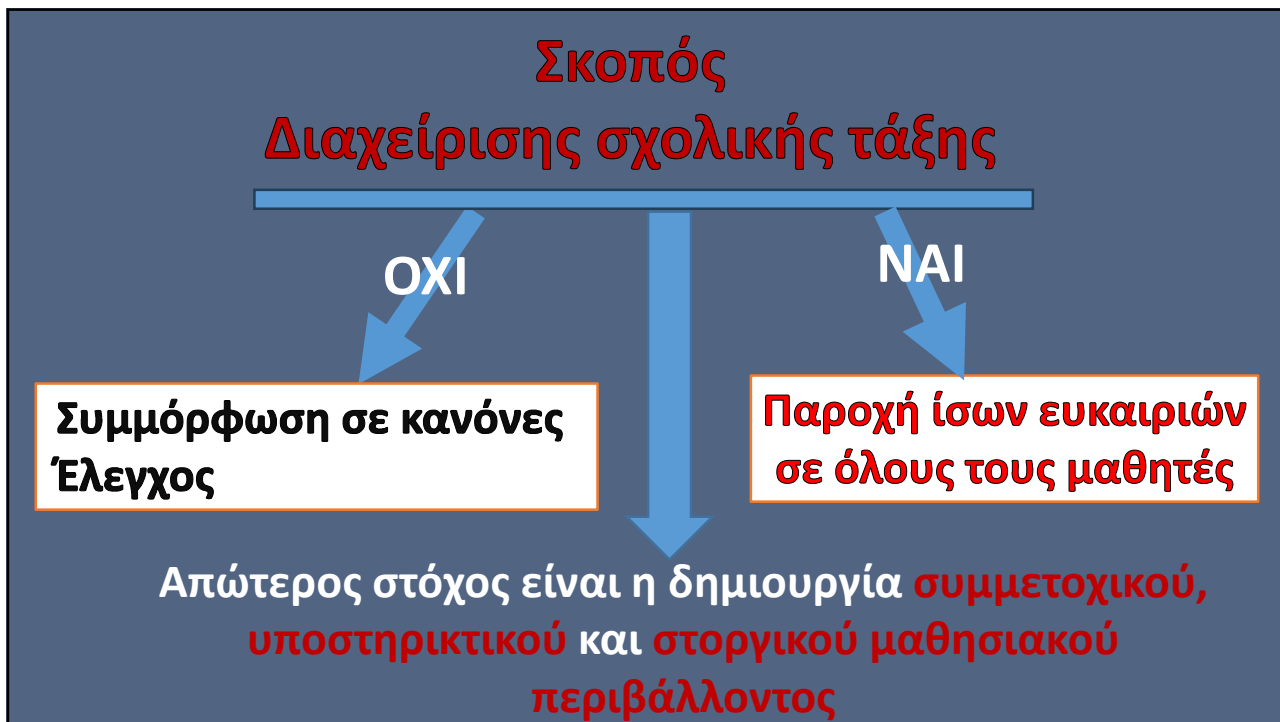 Σκοπός
Διαχείρισης σχολικής τάξης
ΟΧΙ
ΝΑΙ
Συμμόρφωση σε κανόνες
Έλεγχος
Παροχή ίσων ευκαιριών
σε όλους τους μαθητές
Απώτερος στόχος είναι η δημιουργία συμμετοχικού,
υποστηρικτικού και στοργικού μαθησιακού
περιβάλλοντος